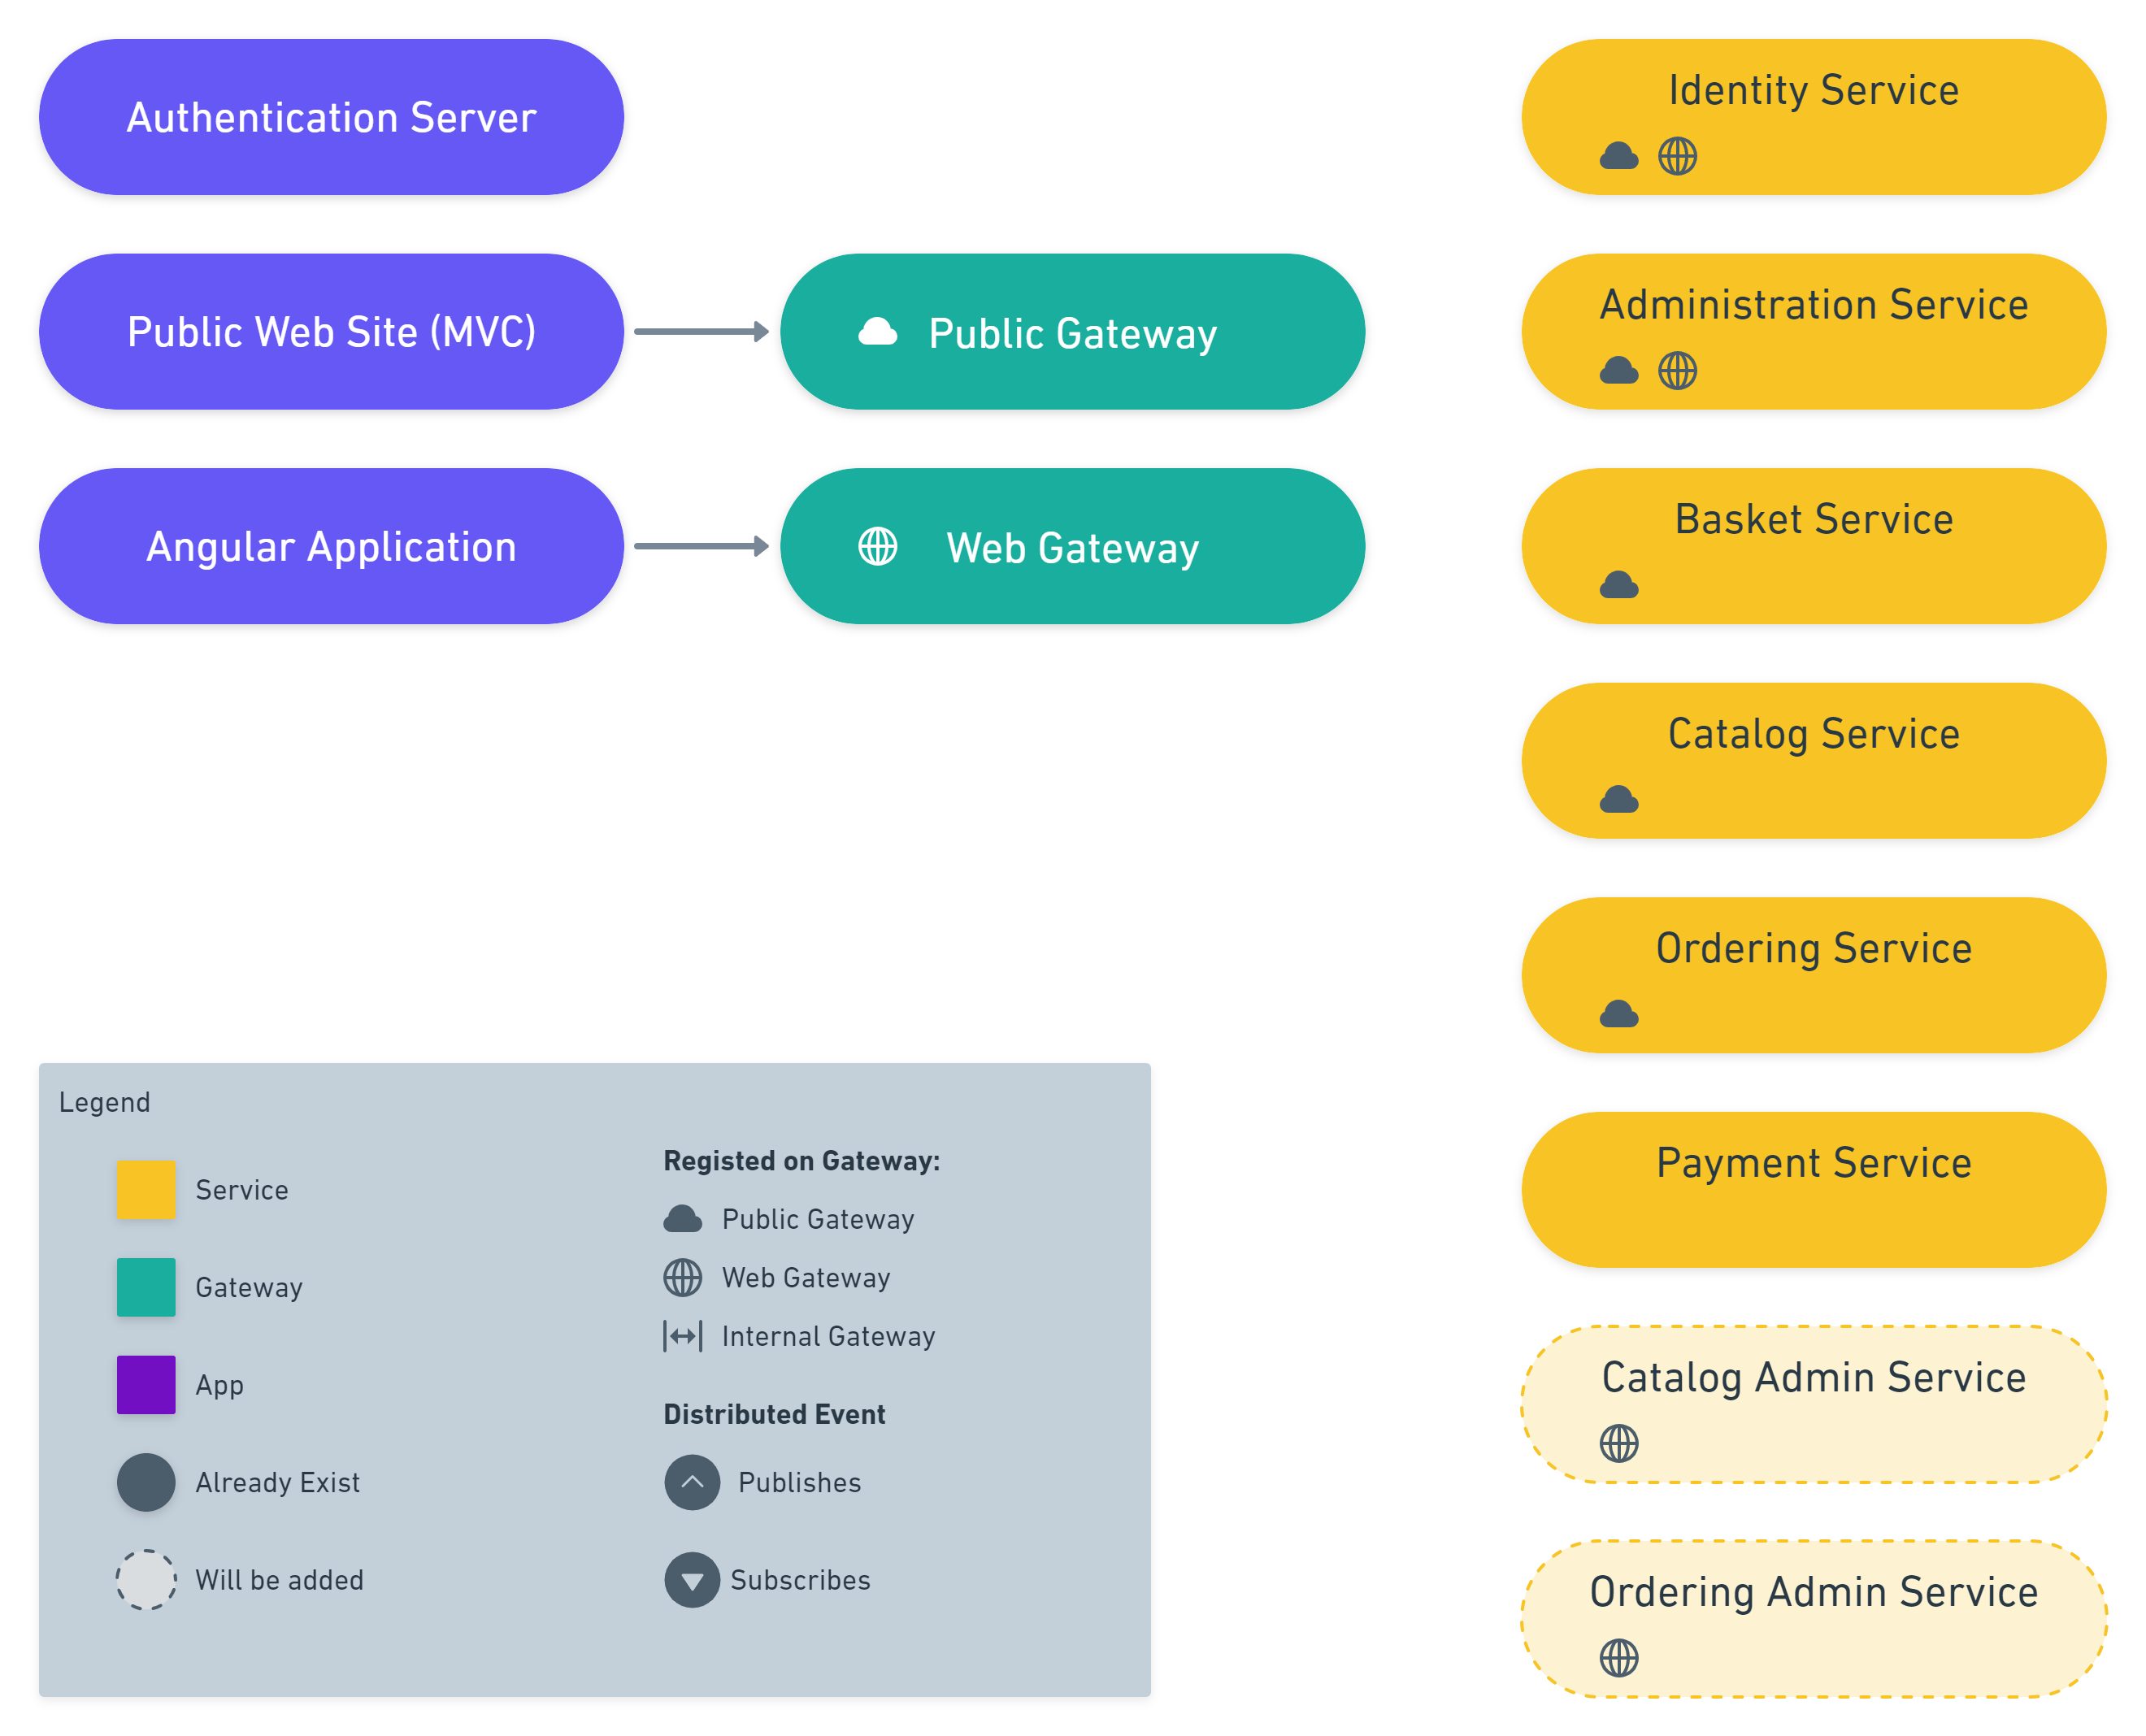 Authentication Server
Public Web Site (MVC)
Public Gateway
Angular Application
Web Gateway
Identity Service
Administration Service
Basket Service
Catalog Service
Ordering Service
Payment Service
Catalog Admin Service
Ordering Admin Service
Legend
Service
Gateway
App
Already Exist
Will be added
Registed on Gateway:
Public Gateway
Web Gateway
Internal Gateway
Distributed Event
Publishes
Subscribes